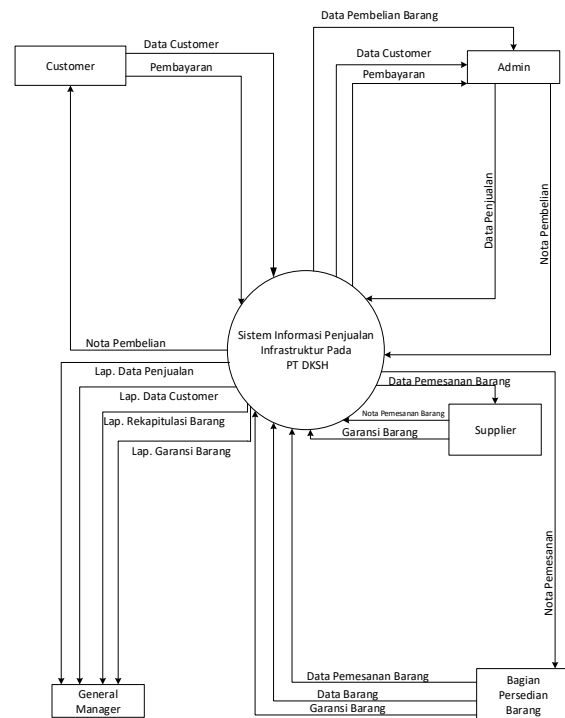 Data Pembelian Barang
Data Customer
Pembayaran
Customer
Data Customer
Pembayaran
Admin
Data Penjualan
Nota Pembelian
Sistem Informasi Penjualan
Infrastruktur Pada
PT DKSH
Nota Pembelian
Lap. Data Penjualan
Lap. Data Customer
Lap. Rekapitulasi Barang
Lap. Garansi Barang
Data Pemesanan Barang
Nota Pemesanan Barang
Garansi Barang
Supplier
Nota Pemesanan
Data Pemesanan Barang
Data Barang
Garansi Barang
General
Manager
Bagian
Persedian
Barang